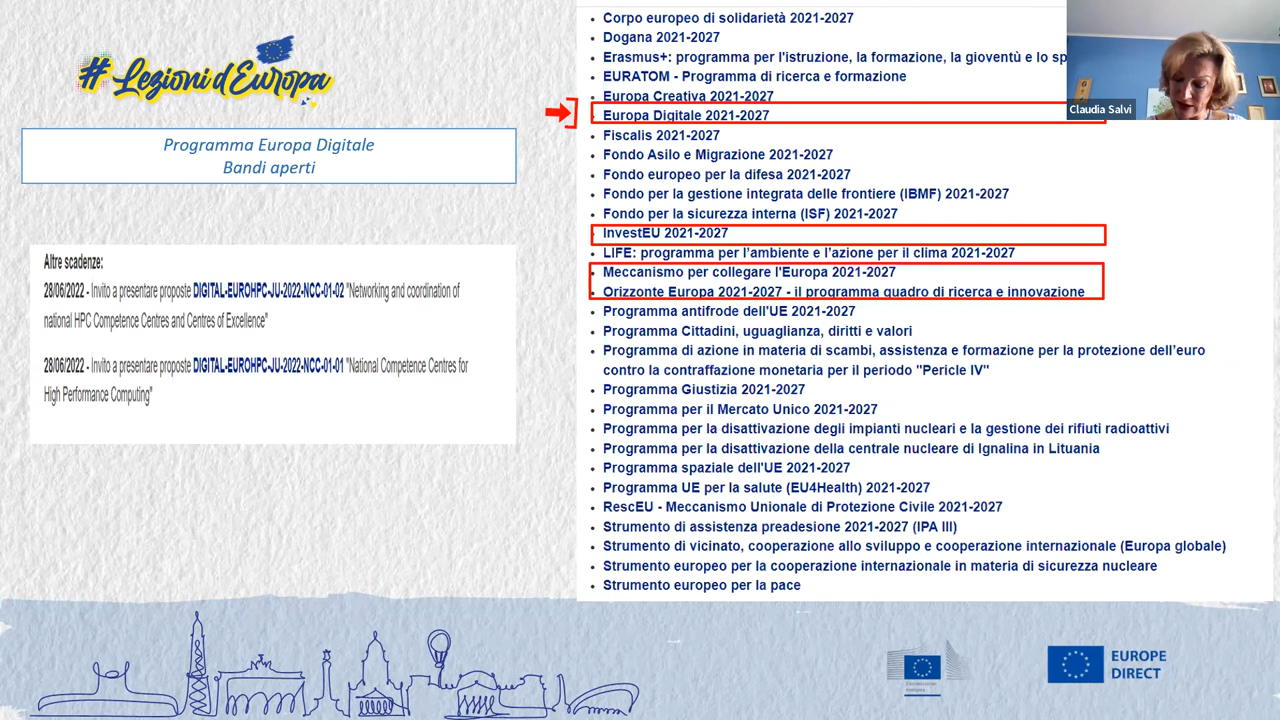 #Lezioni d'Europa
Programma Europa Digitale
Bandi aperti
Altre scadenze:
28/06/2022 - Invito a presentare proposte DIGITAL-EUROHPC-JU-2022-NCC-01-02 "Networking and coordination of
national HPC Competence Centres and Centres of Excellence"
28/06/2022 - Invito a presentare proposte DIGITAL-EUROHPC-JU-2022-NCC-01-01 "National Competence Centres for
High Performance Computing"
• Corpo europeo di solidarietà 2021-2027
• Dogana 2021-2027
• Erasmus+: programma per l'istruzione, la formazione, la gioventù e lo sp
• EURATOM - Programma di ricerca e formazione
• Europa Creativa 2021-2027
• Europa Digitale 2021-2027
• Fiscalis 2021-2027
• Fondo Asilo e Migrazione 2021-2027
• Fondo europeo per la difesa 2021-2027
• Fondo per la gestione integrata delle frontiere (IBMF) 2021-2027
• Fondo per la sicurezza interna (ISF) 2021-2027
• InvestEU 2021-2027
• LIFE: programma per l'ambiente e l'azione per il clima 2021-2027
• Meccanismo per collegare l'Europa 2021-2027
• Orizzonte Europa 2021-2027 - il programma quadro di ricerca e innovazione
• Programma antifrode dell'UE 2021-2027
• Programma Cittadini, uguaglianza, diritti e valori
• Programma di azione in materia di scambi, assistenza e formazione per la protezione dell'euro
contro la contraffazione monetaria per il periodo "Pericle IV"
• Programma Giustizia 2021-2027
• Programma per il Mercato Unico 2021-2027
• Programma per la disattivazione degli impianti nucleari e la gestione dei rifiuti radioattivi
• Programma per la disattivazione della centrale nucleare di Ignalina in Lituania
• Programma spaziale dell'UE 2021-2027
• Programma UE per la salute (EU4Health) 2021-2027
• RescEU - Meccanismo Unionale di Protezione Civile 2021-2027
• Strumento di assistenza preadesione 2021-2027 (IPA III)
• Strumento di vicinato, cooperazione allo sviluppo e cooperazione internazionale (Europa globale)
• Strumento europeo per la cooperazione internazionale in materia di sicurezza nucleare
• Strumento europeo per la pace
Claudia Salvi
Commissione
europea
EUROPE
DIRECT